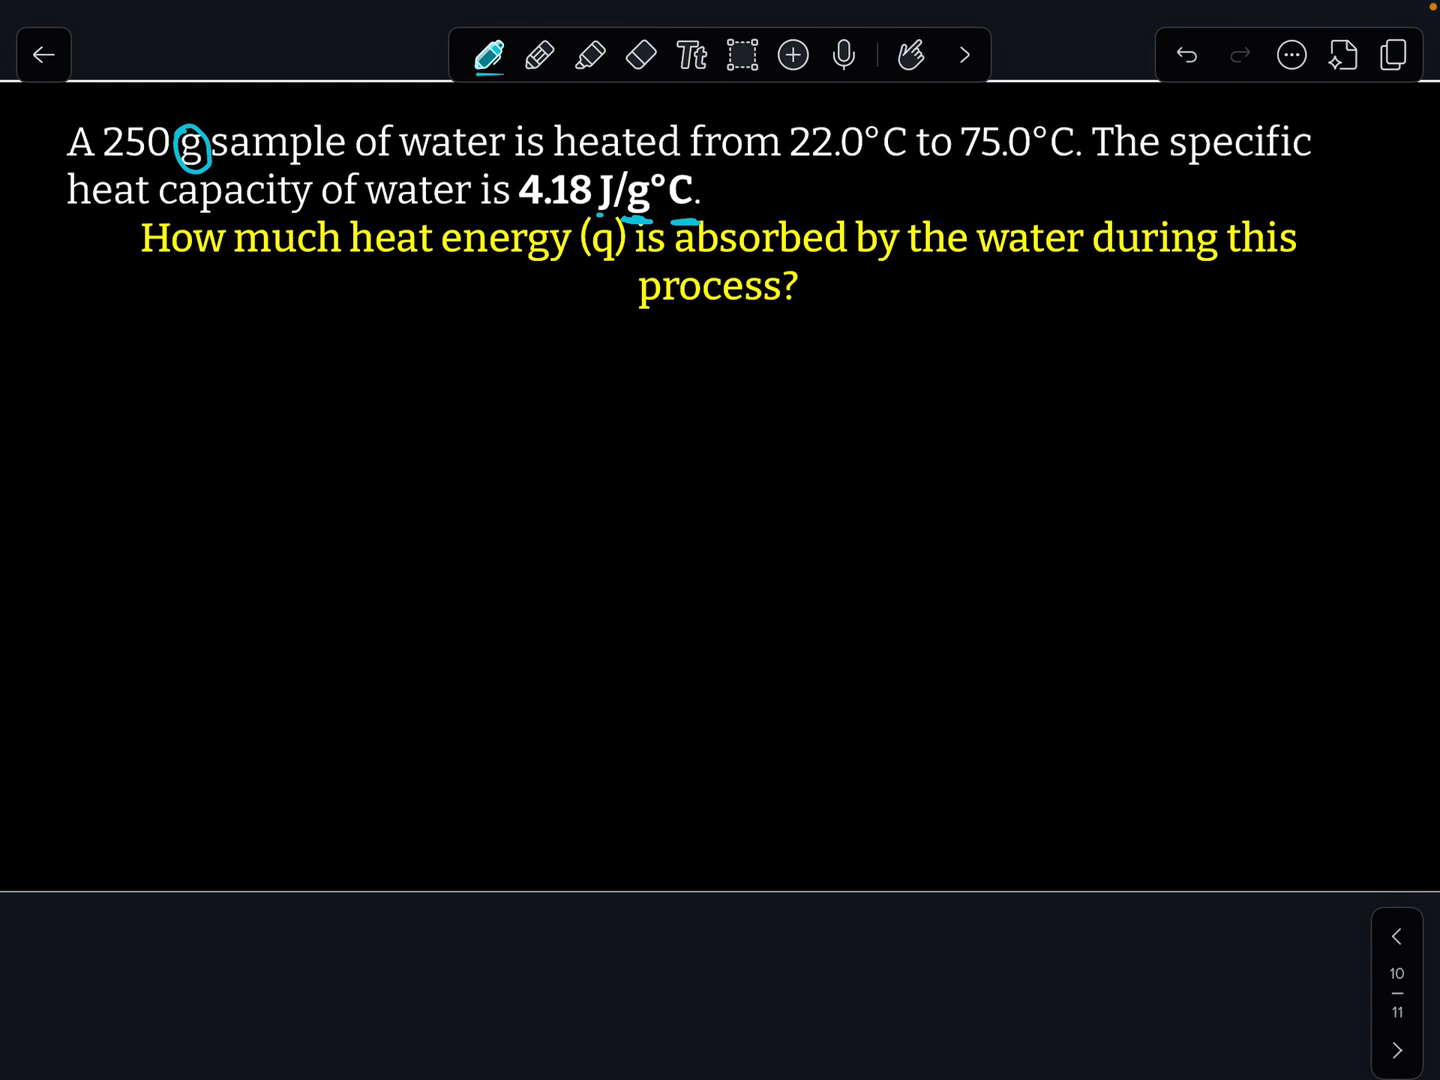 Tt
A 250 g sample of water is heated from 22.0°C to 75.0°C. The specific
heat capacity of water is 4.18 J/g°C.
How much heat energy (q) is absorbed by the water during this
process?
10
11